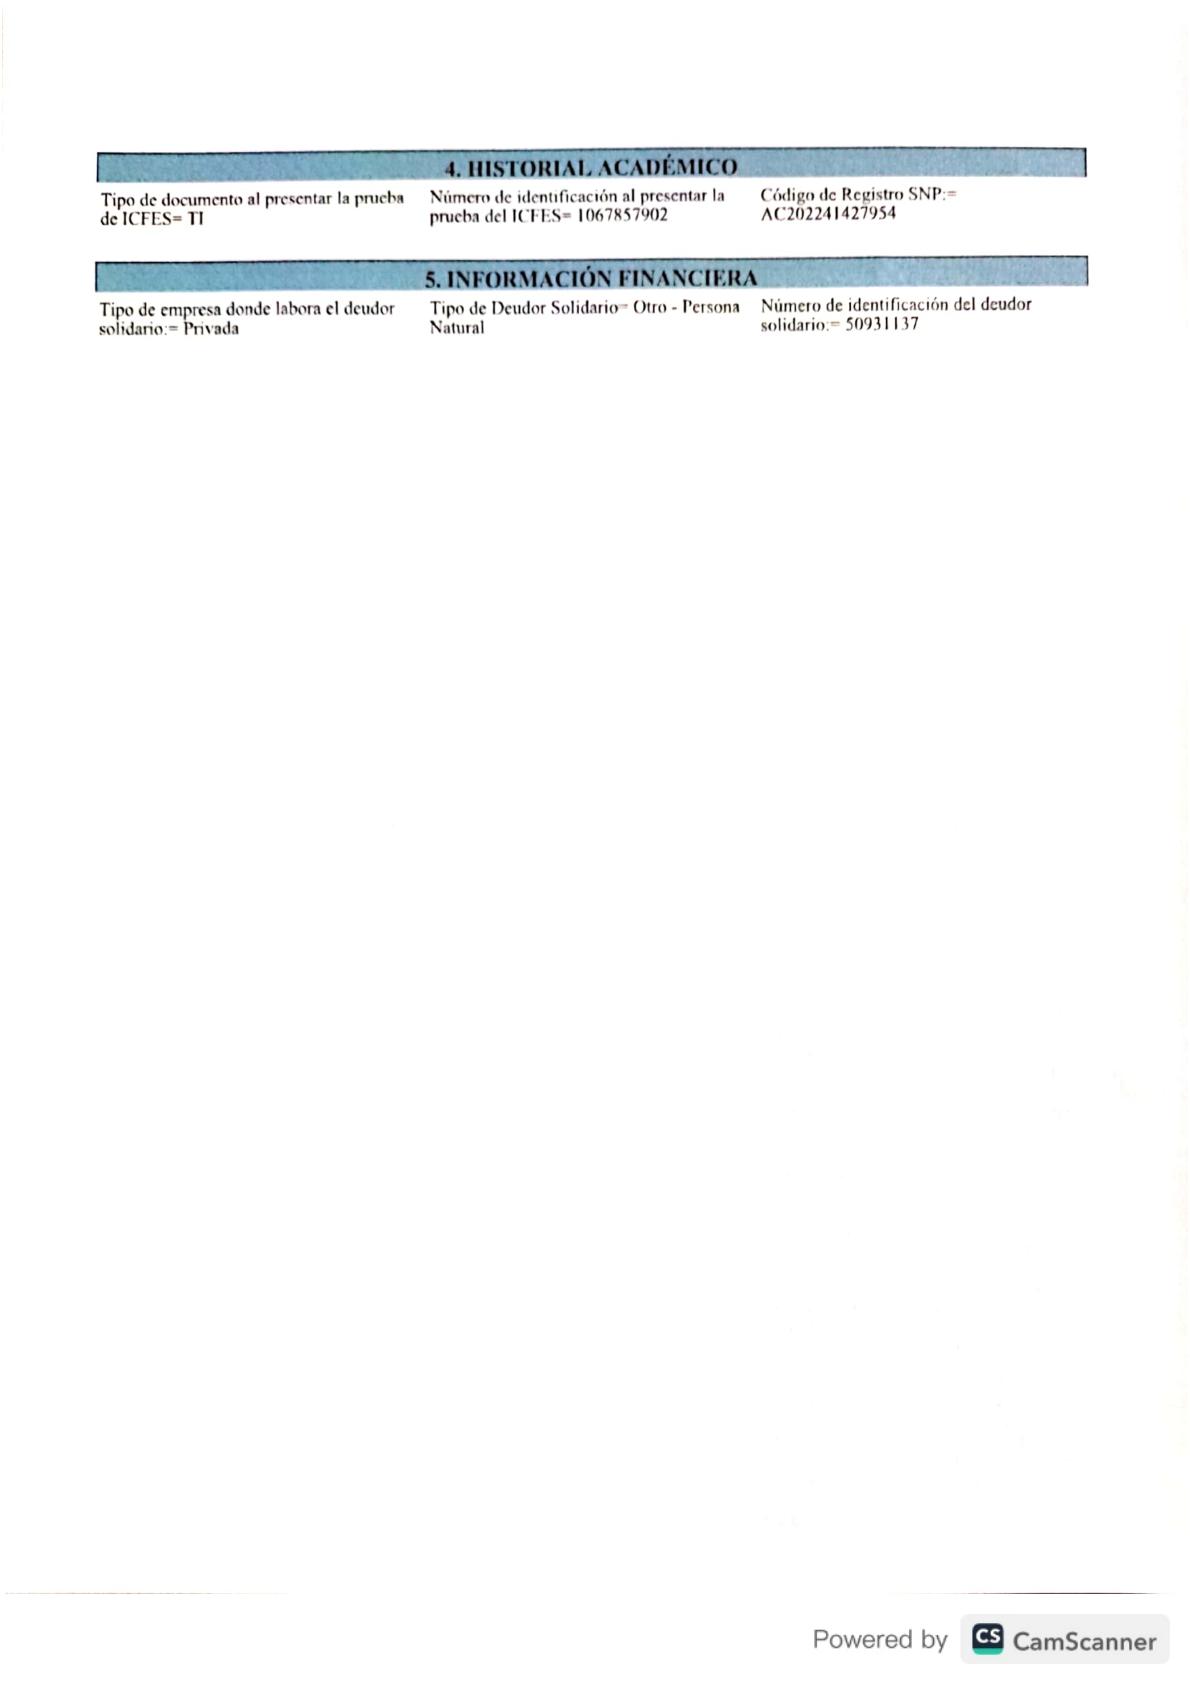 4. HISTORIAL ACADÉMICO
Tipo de documento al presentar la prueba
de ICFES= TI
Número de identificación al presentar la
prueba del ICFES= 1067857902
Código de Registro SNP:=
AC202241427954
5. INFORMACIÓN FINANCIERA
Tipo de empresa donde labora el deudor
solidario:= Privada
Tipo de Deudor Solidario= Otro - Persona
Natural
Número de identificación del deudor
solidario:= 50931137
Powered by CS CamScanner